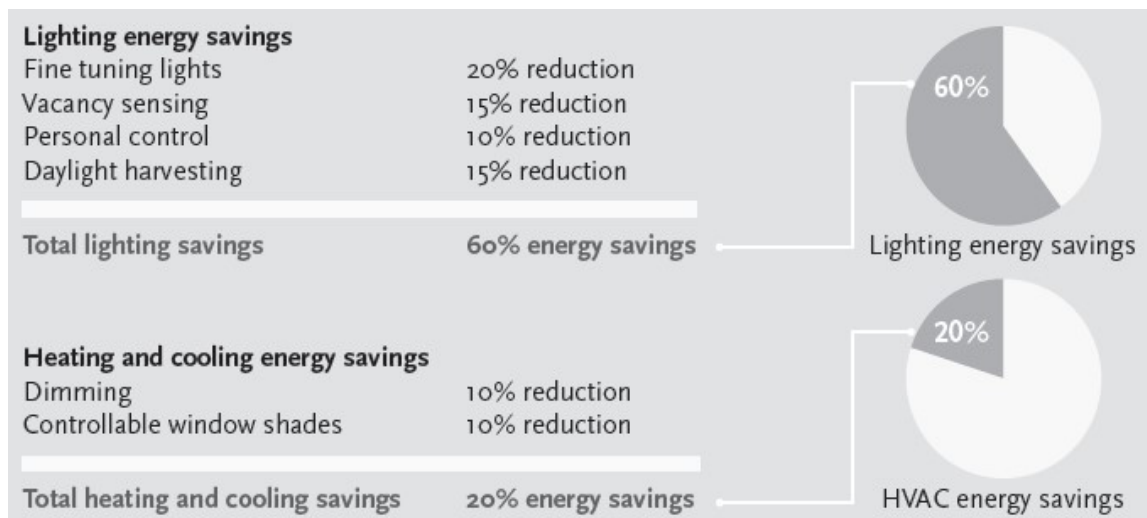 Lighting energy savings
Fine tuning lights 20% reduction
Vacancy sensing 15% reduction
Personal control 10% reduction
Daylight harvesting 15% reduction
Total lighting savings 60% energy savings
60%
Lighting energy savings
Heating and cooling energy savings
Dimming 10% reduction
Controllable window shades 10% reduction
Total heating and cooling savings 20% energy savings
20%
HVAC energy savings